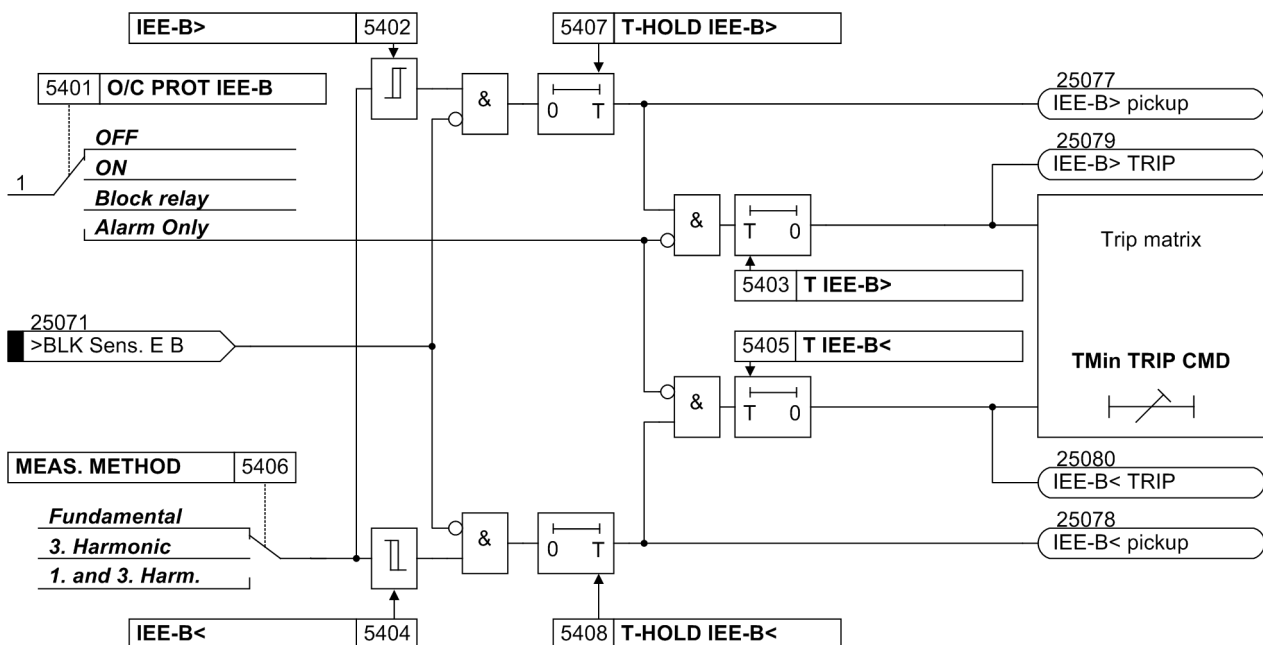 IEE-B> 5402
5407 T-HOLD IEE-B>
5401 O/C PROT IEE-B
OFF
ON
Block relay
Alarm Only
1
&
0 T
25077
IEE-B> pickup
25079
IEE-B> TRIP
&
T 0
5403 T IEE-B>
Trip matrix
TMin TRIP CMD
25071
>BLK Sens. E B
5405 T IEE-B<
&
T 0
MEAS. METHOD 5406
Fundamental
3. Harmonic
1. and 3. Harm.
&
0 T
25080
IEE-B< TRIP
25078
IEE-B< pickup
IEE-B< 5404
5408 T-HOLD IEE-B<